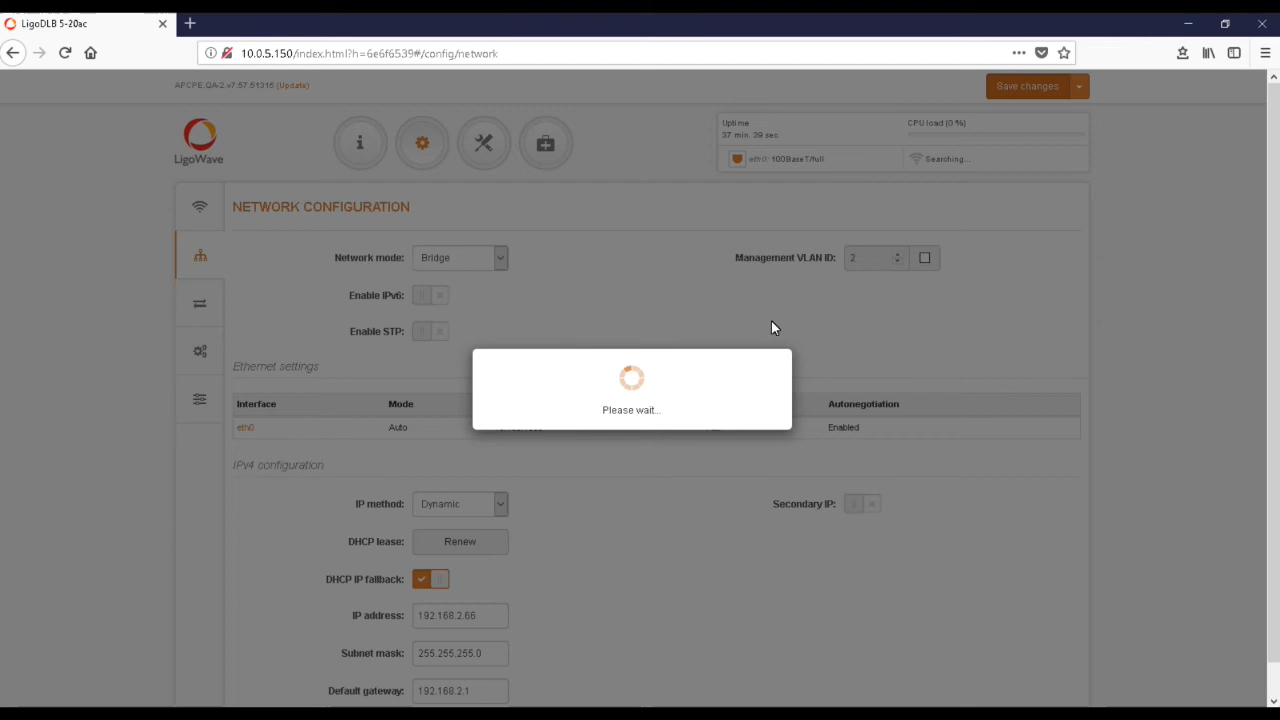 LigoDLB 5-20ac
10.0.5.150/index.html?h=6e6f6539#/config/network
APCPE.QA-2.v7.57.51316 (Update)
Save changes
LigoWave
Uptime
37 min. 29 sec
CPU load (0 %)
eth0: 100BaseT/full
Searching...
NETWORK CONFIGURATION
Network mode: Bridge
Management VLAN ID: 2
Enable IPv6:
Enable STP:
Ethernet settings
Interface Mode Autonegotiation
eth0 Auto Enabled
Please wait...
IPv4 configuration
IP method: Dynamic
Secondary IP:
DHCP lease: Renew
DHCP IP fallback:
IP address: 192.168.2.66
Subnet mask: 255.255.255.0
Default gateway: 192.168.2.1